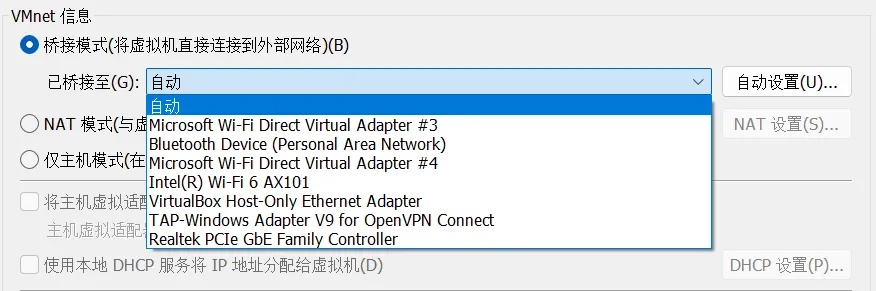 VMnet 信息
桥接模式(将虚拟机直接连接到外部网络)(B)
已桥接至(G): 自动 自动设置(U)...
自动
Microsoft Wi-Fi Direct Virtual Adapter #3
NAT 模式(与虚 NAT 设置(S)...
Bluetooth Device (Personal Area Network)
Microsoft Wi-Fi Direct Virtual Adapter #4
仅主机模式(在
Intel(R) Wi-Fi 6 AX101
VirtualBox Host-Only Ethernet Adapter
将主机虚拟适配
TAP-Windows Adapter V9 for OpenVPN Connect
主机虚拟适配
Realtek PCIe GbE Family Controller
使用本地 DHCP 服务将 IP 地址分配给虚拟机(D) DHCP 设置(P)...